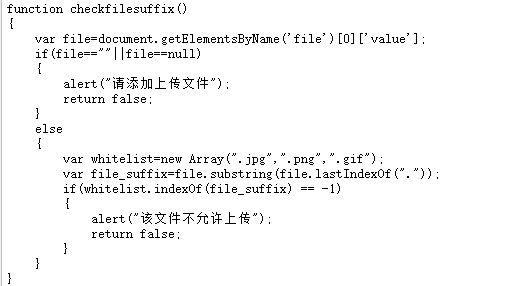 function checkfilesuffix()
{
    var file=document.getElementsByName('file')[0]['value'];
    if(file==""||file==null)
    {
        alert("请添加上传文件");
        return false;
    }
    else
    {
        var whitelist=new Array(".jpg",".png",".gif");
        var file_suffix=file.substring(file.lastIndexOf("."));
        if(whitelist.indexOf(file_suffix) == -1)
        {
            alert("该文件不允许上传");
            return false;
        }
    }
}